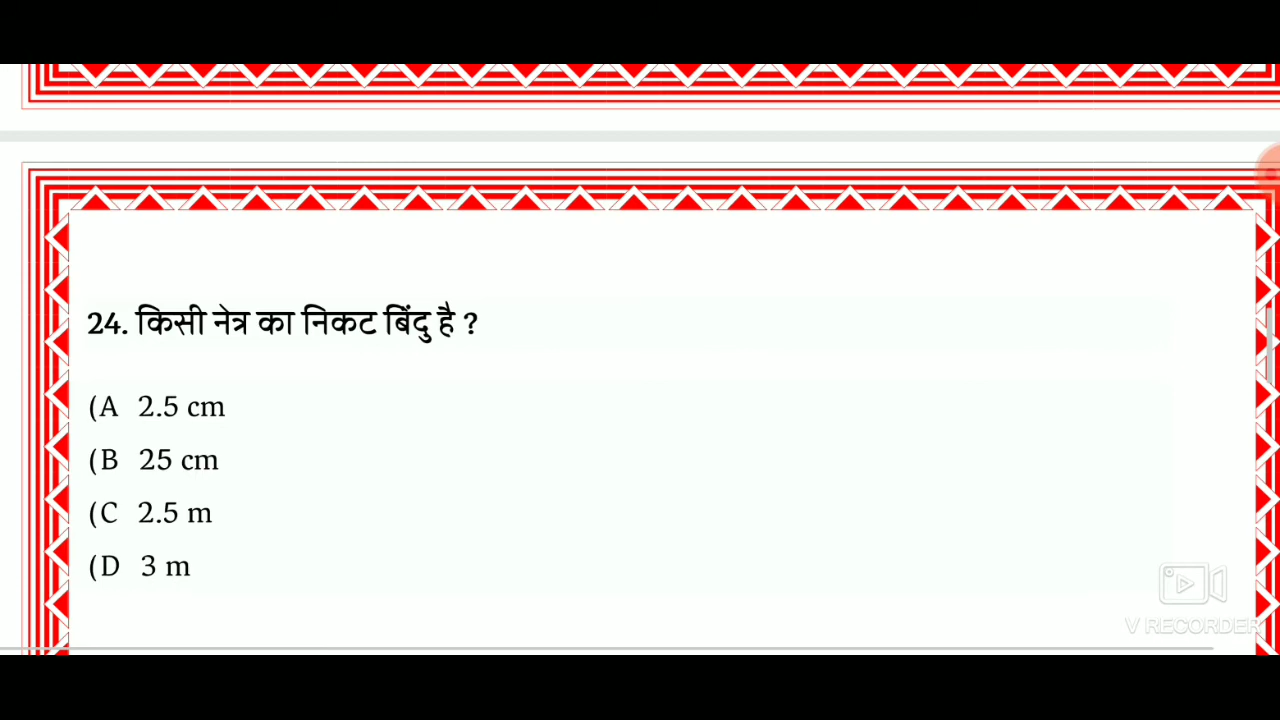 24. किसी नेत्र का निकट बिंदु है ?
(A 2.5 cm
(B 25 cm
(C 2.5 m
(D 3 m
V RECORDER